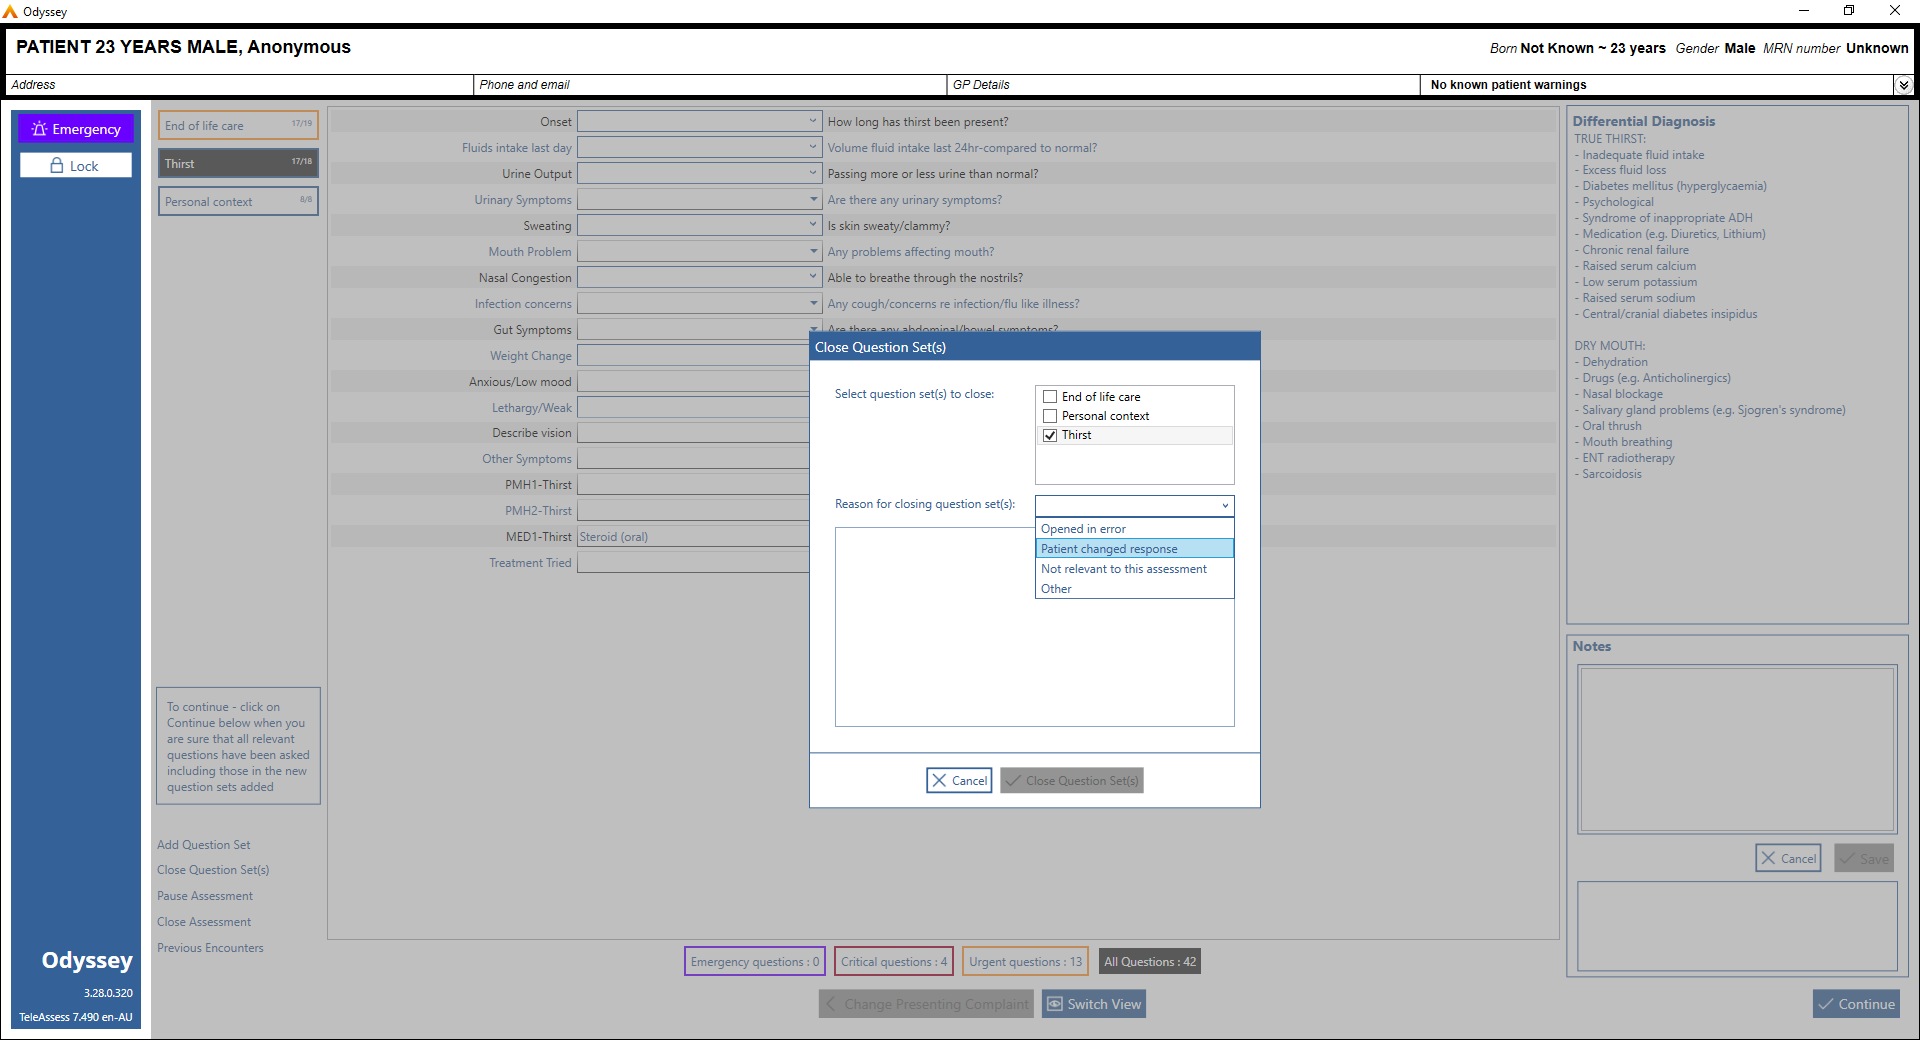 Odyssey
PATIENT 23 YEARS MALE, Anonymous
Born Not Known ~ 23 years Gender Male MRN number Unknown
Address
Phone and email
GP Details
No known patient warnings
Emergency
Lock
End of life care 17/19
Thirst 17/18
Personal context 8/8
Onset
How long has thirst been present?
Fluids intake last day
Volume fluid intake last 24hr-compared to normal?
Urine Output
Passing more or less urine than normal?
Urinary Symptoms
Are there any urinary symptoms?
Sweating
Is skin sweaty/clammy?
Mouth Problem
Any problems affecting mouth?
Nasal Congestion
Able to breathe through the nostrils?
Infection concerns
Any cough/concerns re infection/flu like illness?
Gut Symptoms
Are there any abdominal/bowel symptoms?
Weight Change
Anxious/Low mood
Lethargy/Weak
Describe vision
Other Symptoms
PMH1-Thirst
PMH2-Thirst
MED1-Thirst
Steroid (oral)
Treatment Tried
Close Question Set(s)
Select question set(s) to close:
End of life care
Personal context
Thirst
Reason for closing question set(s):
Opened in error
Patient changed response
Not relevant to this assessment
Other
Cancel
Close Question Set(s)
Differential Diagnosis
TRUE THIRST:
- Inadequate fluid intake
- Excess fluid loss
- Diabetes mellitus (hyperglycaemia)
- Psychological
- Syndrome of inappropriate ADH
- Medication (e.g. Diuretics, Lithium)
- Chronic renal failure
- Raised serum calcium
- Low serum potassium
- Raised serum sodium
- Central/cranial diabetes insipidus
DRY MOUTH:
- Dehydration
- Drugs (e.g. Anticholinergics)
- Nasal blockage
- Salivary gland problems (e.g. Sjogren's syndrome)
- Oral thrush
- Mouth breathing
- ENT radiotherapy
- Sarcoidosis
Notes
Cancel
Save
To continue - click on
Continue below when you
are sure that all relevant
questions have been asked
including those in the new
question sets added
Add Question Set
Close Question Set(s)
Pause Assessment
Close Assessment
Previous Encounters
Odyssey
3.28.0.320
TeleAssess 7.490 en-AU
Emergency questions : 0
Critical questions : 4
Urgent questions : 13
All Questions : 42
Change Presenting Complaint
Switch View
Continue